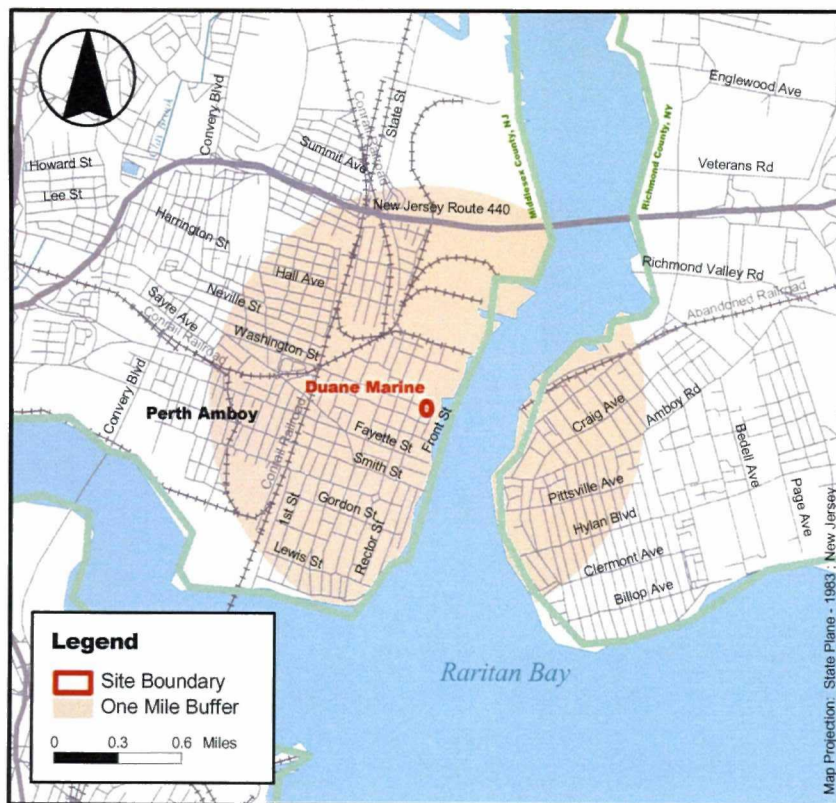 Englewood Ave
Convery Blvd
State St
Conrail Railroad
Middlesex County, NJ
Richmond County, NY
Howard St
Summit Ave
Veterans Rd
Lee St
New Jersey Route 440
Harrington St
Hall Ave
Richmond Valley Rd
Neville St
Sayre Ave
Conrail Railroad
Abandoned Railroad
Washington St
Convery Blvd
Duane Marine
Perth Amboy
Craig Ave
Amboy Rd
Fayette St
Front St
Conrail Railroad
Smith St
Bedell Ave
Pittsville Ave
Page Ave
1st St
Gordon St
Hylan Blvd
Rector St
Lewis St
Clermont Ave
Billop Ave
Raritan Bay
Legend
Site Boundary
One Mile Buffer
0 0.3 0.6 Miles
Map Projection: State Plane - 1983 : New Jersey